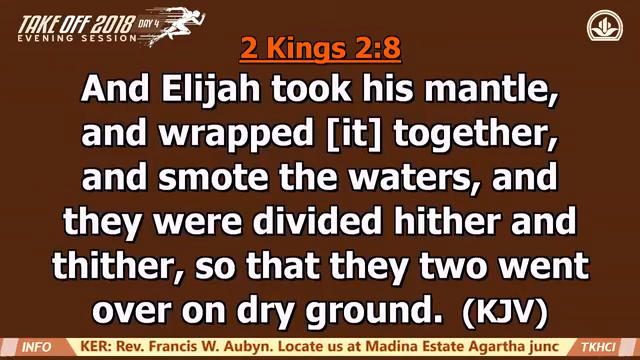 TAKE OFF 2018 DAY 4
EVENING SESSION
2 Kings 2:8
And Elijah took his mantle,
and wrapped [it] together,
and smote the waters, and
they were divided hither and
thither, so that they two went
over on dry ground. (KJV)
INFO KER: Rev. Francis W. Aubyn. Locate us at Madina Estate Agartha junc TKHCI